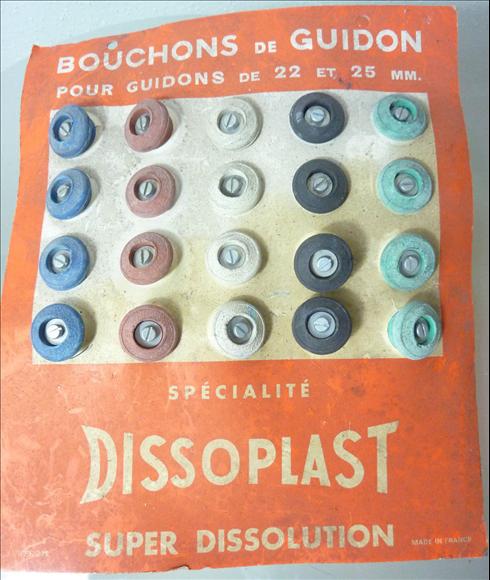 BOUCHONS DE GUIDON
POUR GUIDONS DE 22 ET 25 MM.
SPÉCIALITÉ
DISSOPLAST
SUPER DISSOLUTION
MADE IN FRANCE